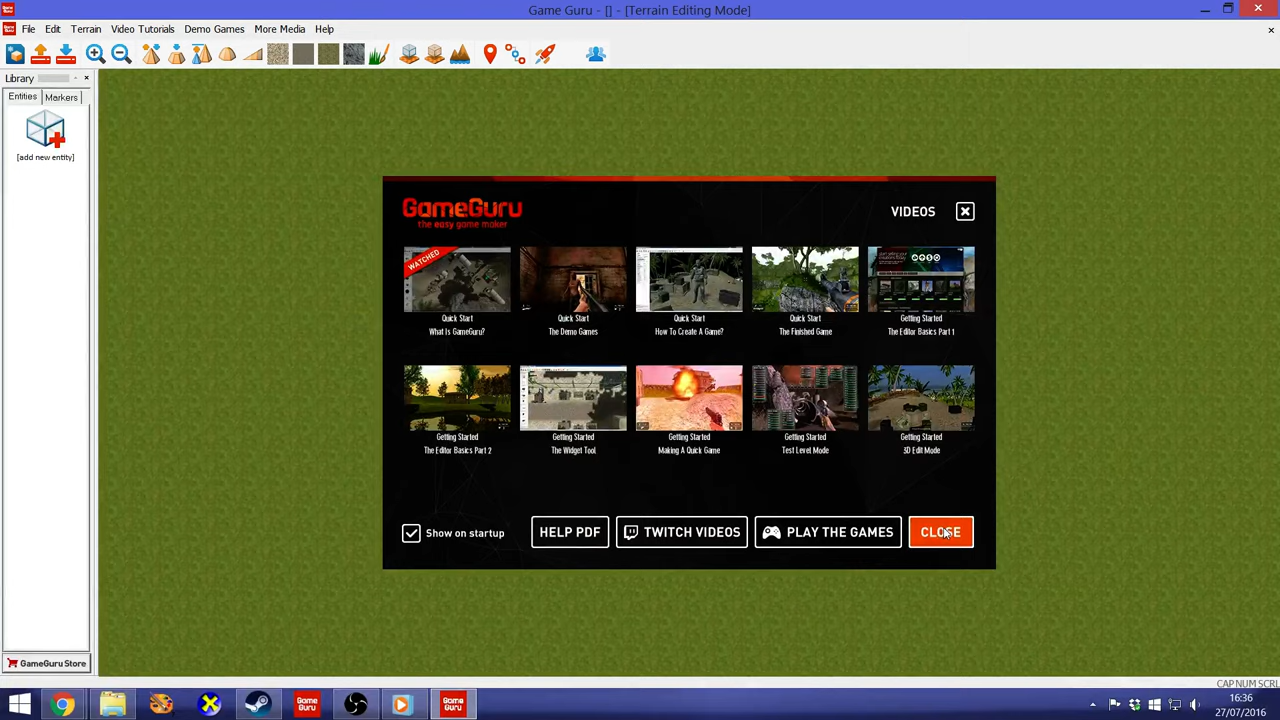 Game Guru - [] - [Terrain Editing Mode]
File Edit Terrain Video Tutorials Demo Games More Media Help
Library
Entities Markers
[add new entity]
GameGuru
the easy game maker
VIDEOS
WATCHED
Quick Start Quick Start Quick Start Quick Start Getting Started
What Is GameGuru? The Demo Games How To Create A Game? The Finished Game The Editor Basics Part 1
Getting Started Getting Started Getting Started Getting Started Getting Started
The Editor Basics Part 2 The Widget Tool Making A Quick Game Test Level Mode 3D Edit Mode
Show on startup HELP PDF TWITCH VIDEOS PLAY THE GAMES CLOSE
GameGuru Store
CAP NUM SCRL
Game
Guru
Game
Guru
16:36
27/07/2016